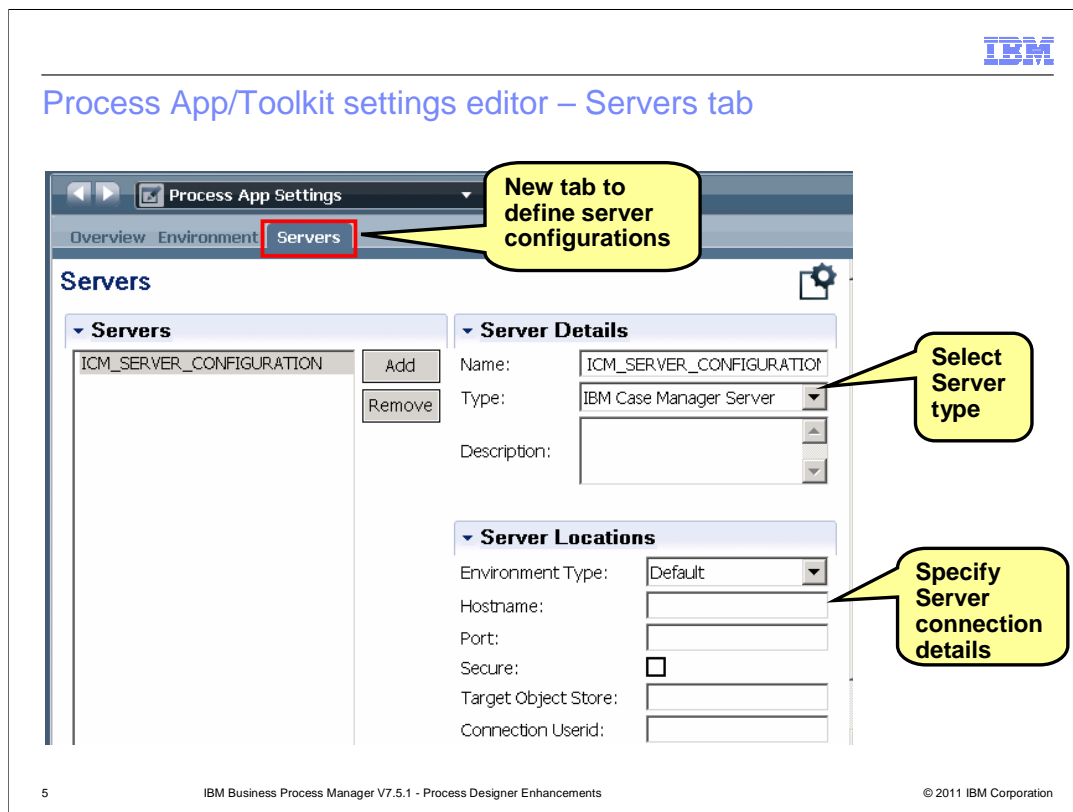 IBM
Process App/Toolkit settings editor – Servers tab
Process App Settings
New tab to
define server
configurations
Overview Environment Servers
Servers
Servers
ICM_SERVER_CONFIGURATION
Add
Remove
Server Details
Name: ICM_SERVER_CONFIGURATION
Type: IBM Case Manager Server
Description:
Select
Server
type
Server Locations
Environment Type: Default
Hostname:
Port:
Secure:
Target Object Store:
Connection Userid:
Specify
Server
connection
details
5 IBM Business Process Manager V7.5.1 - Process Designer Enhancements © 2011 IBM Corporation